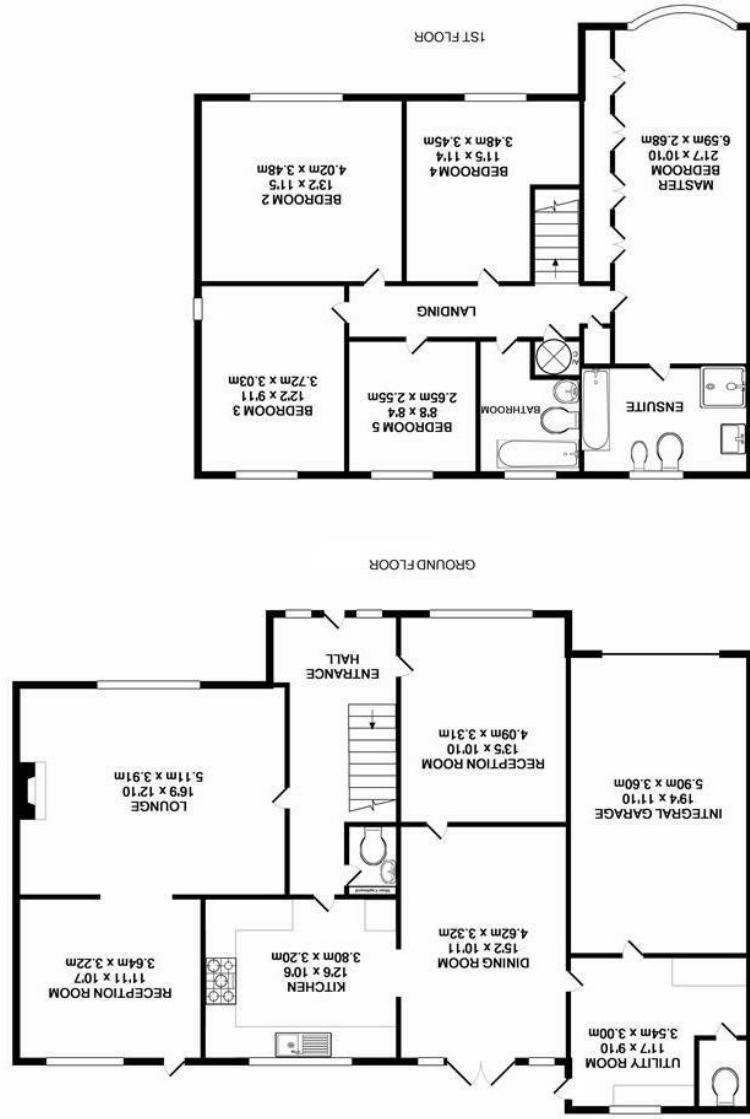 UTILITY ROOM
11'7 x 9'10
3.54m x 3.00m
DINING ROOM
15'2 x 10'11
4.62m x 3.32m
KITCHEN
12'6 x 10'6
3.80m x 3.20m
RECEPTION ROOM
11'11 x 10'7
3.64m x 3.22m
INTEGRAL GARAGE
19'4 x 11'10
5.90m x 3.60m
RECEPTION ROOM
13'5 x 10'10
4.09m x 3.31m
LOUNGE
16'9 x 12'10
5.11m x 3.91m
ENTRANCE
HALL
GROUND FLOOR
ENSUITE
BATHROOM
BEDROOM 5
8'8 x 8'4
2.65m x 2.55m
BEDROOM 3
12'2 x 9'11
3.72m x 3.03m
LANDING
MASTER
BEDROOM
21'7 x 10'10
6.59m x 2.68m
BEDROOM 4
11'5 x 11'4
3.48m x 3.45m
BEDROOM 2
13'2 x 11'5
4.02m x 3.48m
1ST FLOOR